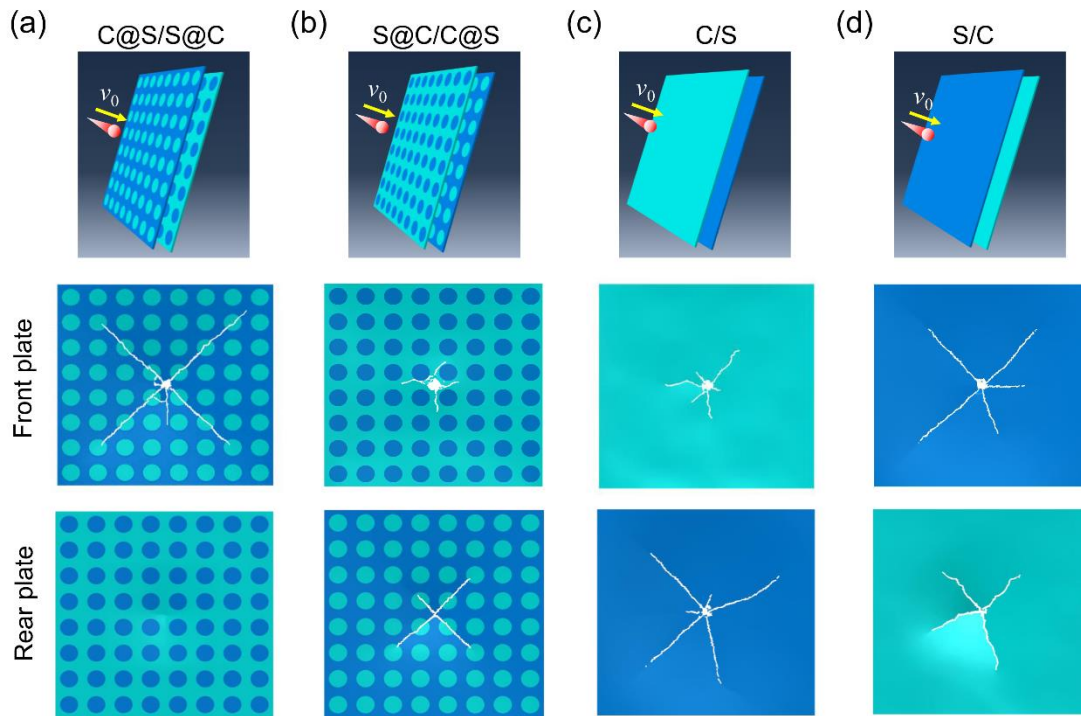 (a)
C@S/S@C
v0
(b)
S@C/C@S
v0
(c)
C/S
v0
(d)
S/C
v0
Front plate
Rear plate